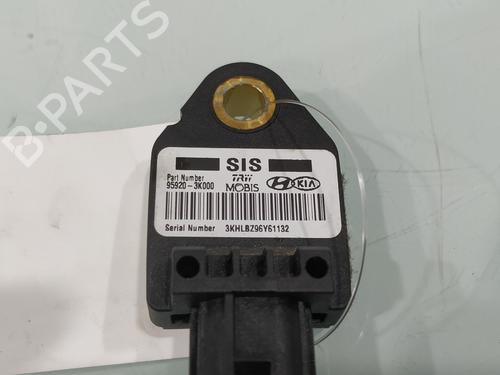 B-PARTS
SIS
Part Number
95920-3K000
TRW
MOBIS
KIA
Serial Number 3KHLBZ96Y61132